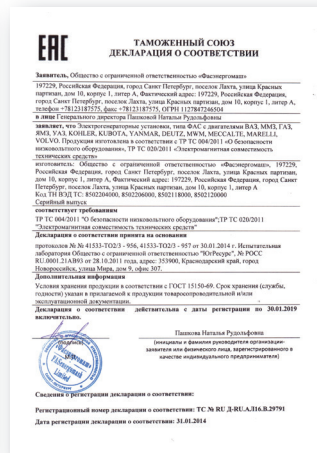 ЕАС
ТАМОЖЕННЫЙ СОЮЗ
ДЕКЛАРАЦИЯ О СООТВЕТСТВИИ
Заявитель, Общество с ограниченной ответственностью «Фасэнергомаш»
197229, Российская Федерация, город Санкт Петербург, поселок Лахта, улица Красных
партизан, дом 10, корпус 1, литер А, Фактический адрес: 197229, Российская Федерация,
город Санкт Петербург, поселок Лахта, улица Красных партизан, дом 10, корпус 1, литер А,
телефон +78123187575, факс +78123187575, ОГРН 1127847246504
в лице Генерального директора Пашковой Натальи Рудольфовны
заявляет, что Электрогенераторные установки, типа ФАС с двигателями ВАЗ, ММЗ, ГАЗ,
ЯМЗ, УАЗ, KOHLER, KUBOTA, YANMAR, DEUTZ, MWM, MECCALTE, MARELLI,
VOLVO. Продукция изготовлена в соответствии с ТР ТС 004/2011 «О безопасности
низковольтного оборудования», ТР ТС 020/2011 «Электромагнитная совместимость
технических средств»
изготовитель: Общество с ограниченной ответственностью «Фасэнергомаш», 197229,
Российская Федерация, город Санкт Петербург, поселок Лахта, улица Красных партизан,
дом 10, корпус 1, литер А, Фактический адрес: 197229, Российская Федерация, город Санкт
Петербург, поселок Лахта, улица Красных партизан, дом 10, корпус 1, литер А
Код ТН ВЭД ТС: 8502204000, 8502206000, 8502118000, 8502120000
Серийный выпуск
соответствует требованиям
ТР ТС 004/2011 "О безопасности низковольтного оборудования";ТР ТС 020/2011
"Электромагнитная совместимость технических средств"
Декларация о соответствии принята на основании
протоколов № № 41533-ТО2/3 - 956, 41533-ТО2/3 - 957 от 30.01.2014 г. Испытательная
лаборатория Общество с ограниченной ответственностью "ЮгРесурс", № РОСС
RU.0001.21АВ93 от 28.10.2011 года, адрес: 353900, Краснодарский край, город
Новороссийск, улица Мира, дом 9, офис 307.
Дополнительная информация
Условия хранения продукции в соответствии с ГОСТ 15150-69. Срок хранения (службы,
годности) указан в прилагаемой к продукции товаросопроводительной и/или
эксплуатационной документации.
Декларация о соответствии действительна с даты регистрации по 30.01.2019
включительно.
Пашкова Наталья Рудольфовна
(инициалы и фамилия руководителя организации-
заявителя или физического лица, зарегистрированного в
качестве индивидуального предпринимателя)
Сведения о регистрации декларации о соответствии:
Регистрационный номер декларации о соответствии: ТС № RU Д-RU.АЛ16.В.29791
Дата регистрации декларации о соответствии: 31.01.2014